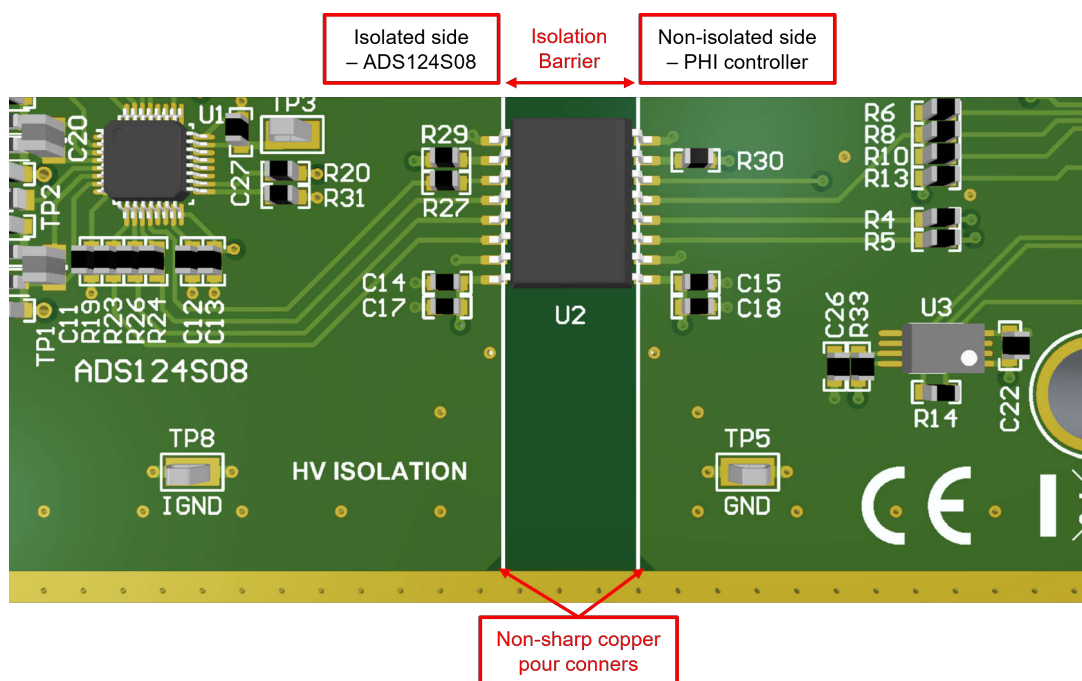 Isolated side
– ADS124S08
Isolation
Barrier
Non-isolated side
– PHI controller
C20
U1
TP3
C27
R20
R31
R29
R27
R30
R6
R8
R10
R13
TP2
R4
R5
C14
C17
C15
C18
U2
TP1
C11
R19
R23
R26
R24
C12
C13
ADS124S08
C26
R33
U3
R14
C22
TP8
IGND
HV ISOLATION
TP5
GND
CE
Non-sharp copper
pour conners